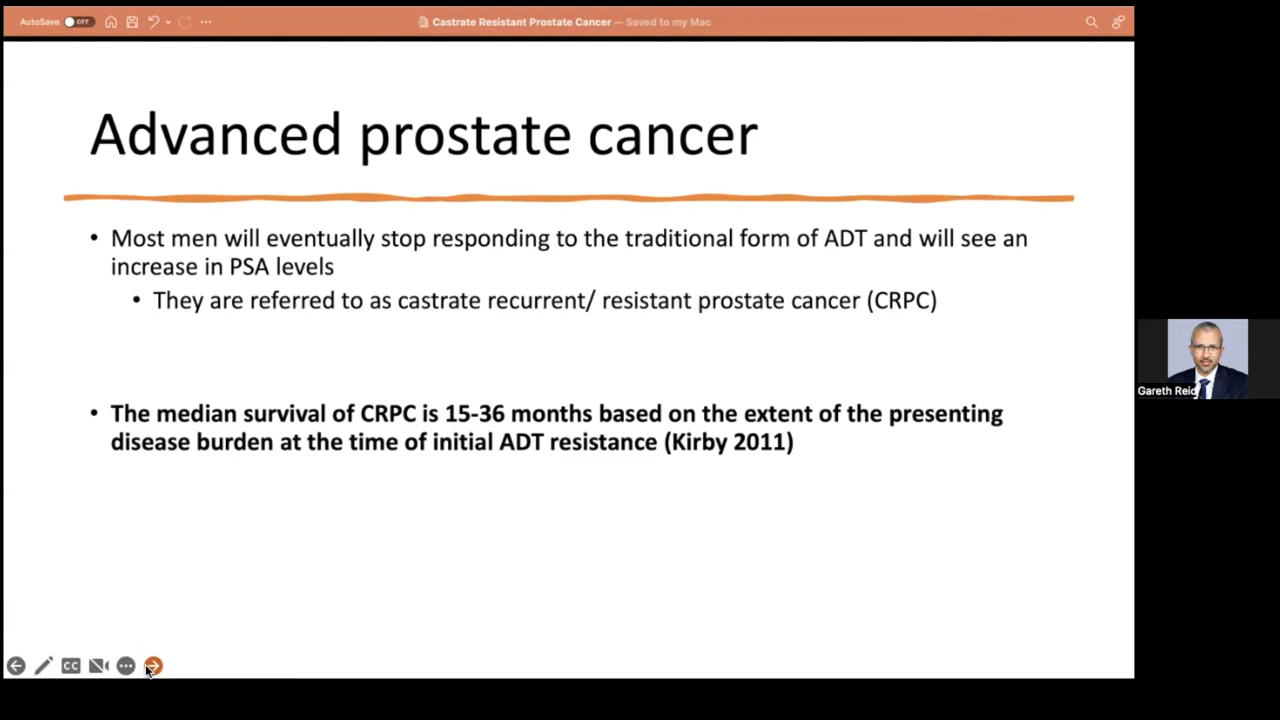 AutoSave OFF
Castrate Resistant Prostate Cancer — Saved to my Mac
Advanced prostate cancer
• Most men will eventually stop responding to the traditional form of ADT and will see an
increase in PSA levels
• They are referred to as castrate recurrent/ resistant prostate cancer (CRPC)
• The median survival of CRPC is 15-36 months based on the extent of the presenting
disease burden at the time of initial ADT resistance (Kirby 2011)
Gareth Reid
CC